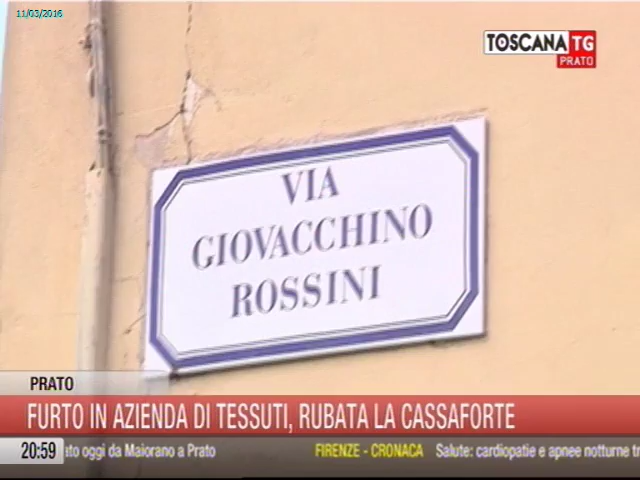 11/03/2016
TOSCANA TG
PRATO
VIA
GIOVACCHINO
ROSSINI
PRATO
FURTO IN AZIENDA DI TESSUTI, RUBATA LA CASSAFORTE
20:59 oggi da Maiorano a Prato FIRENZE - CRONACA Salute: cardiopatie e apnee notturne